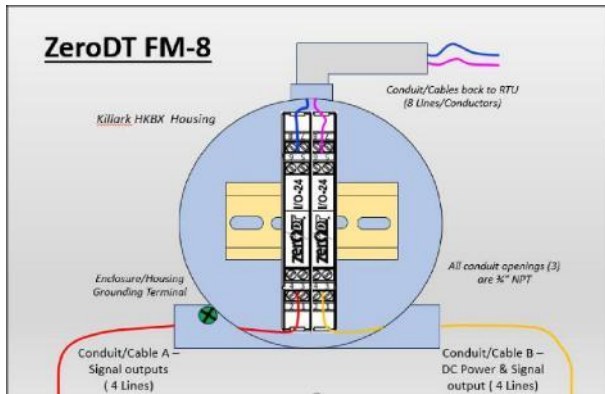 ZeroDT FM-8
Conduit/Cables back to RTU
(8 Lines/Conductors)
Killark HKBX Housing
I/O-24
I/O-24
ZeroDT
ZeroDT
Enclosure/Housing
Grounding Terminal
All conduit openings (3)
are ¾" NPT
Conduit/Cable A –
Signal outputs
( 4 Lines)
Conduit/Cable B –
DC Power & Signal
output ( 4 Lines)